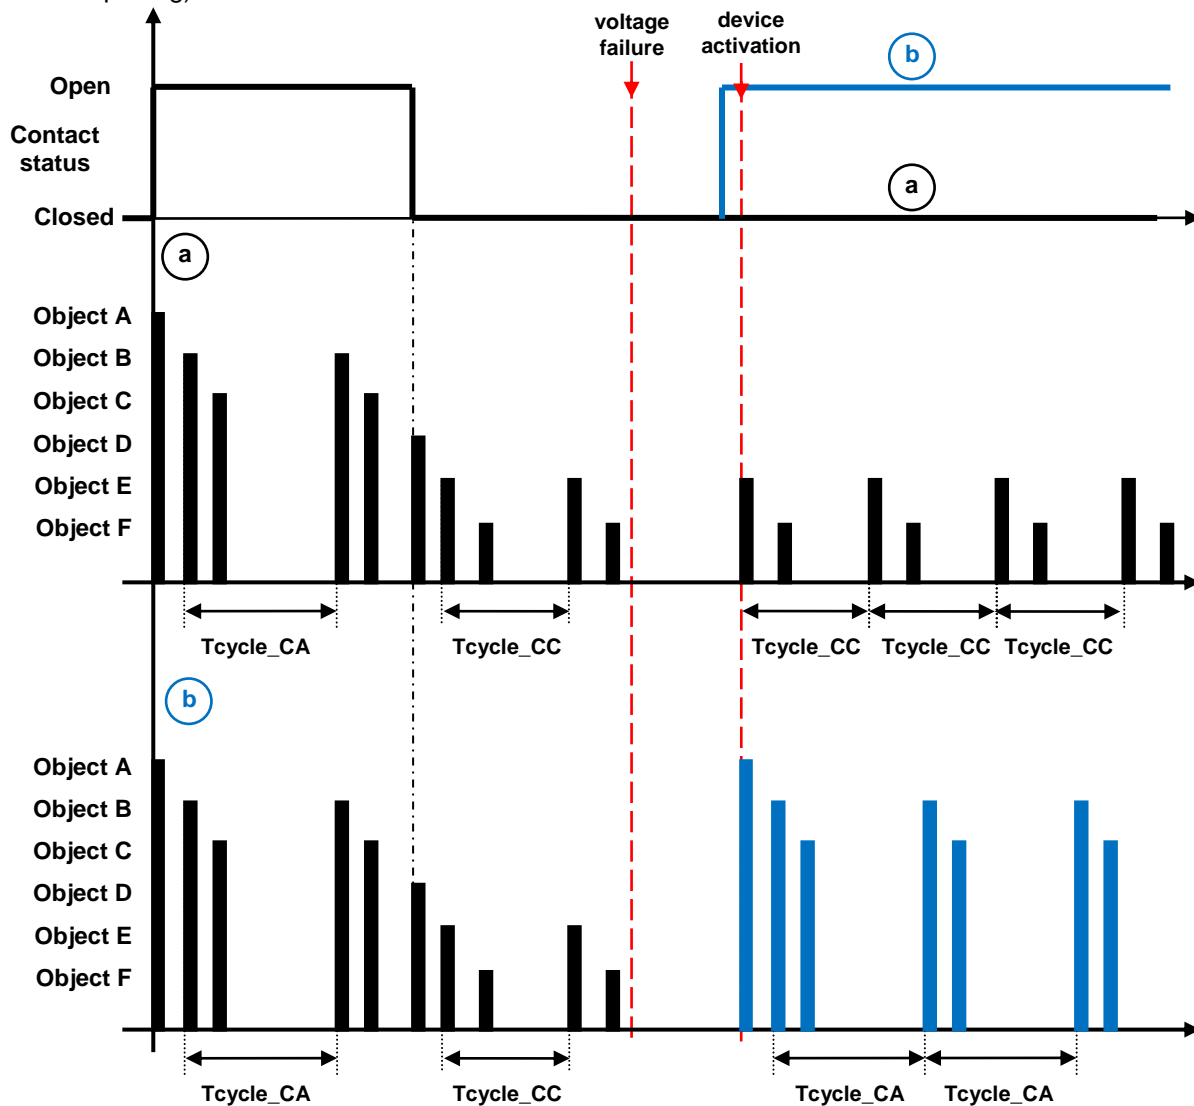 voltage
failure
device
activation
b
Open
Contact
status
a
Closed
a
Object A
Object B
Object C
Object D
Object E
Object F
Tcycle_CA
Tcycle_CC
Tcycle_CC
Tcycle_CC
Tcycle_CC
b
Object A
Object B
Object C
Object D
Object E
Object F
Tcycle_CA
Tcycle_CC
Tcycle_CA
Tcycle_CA